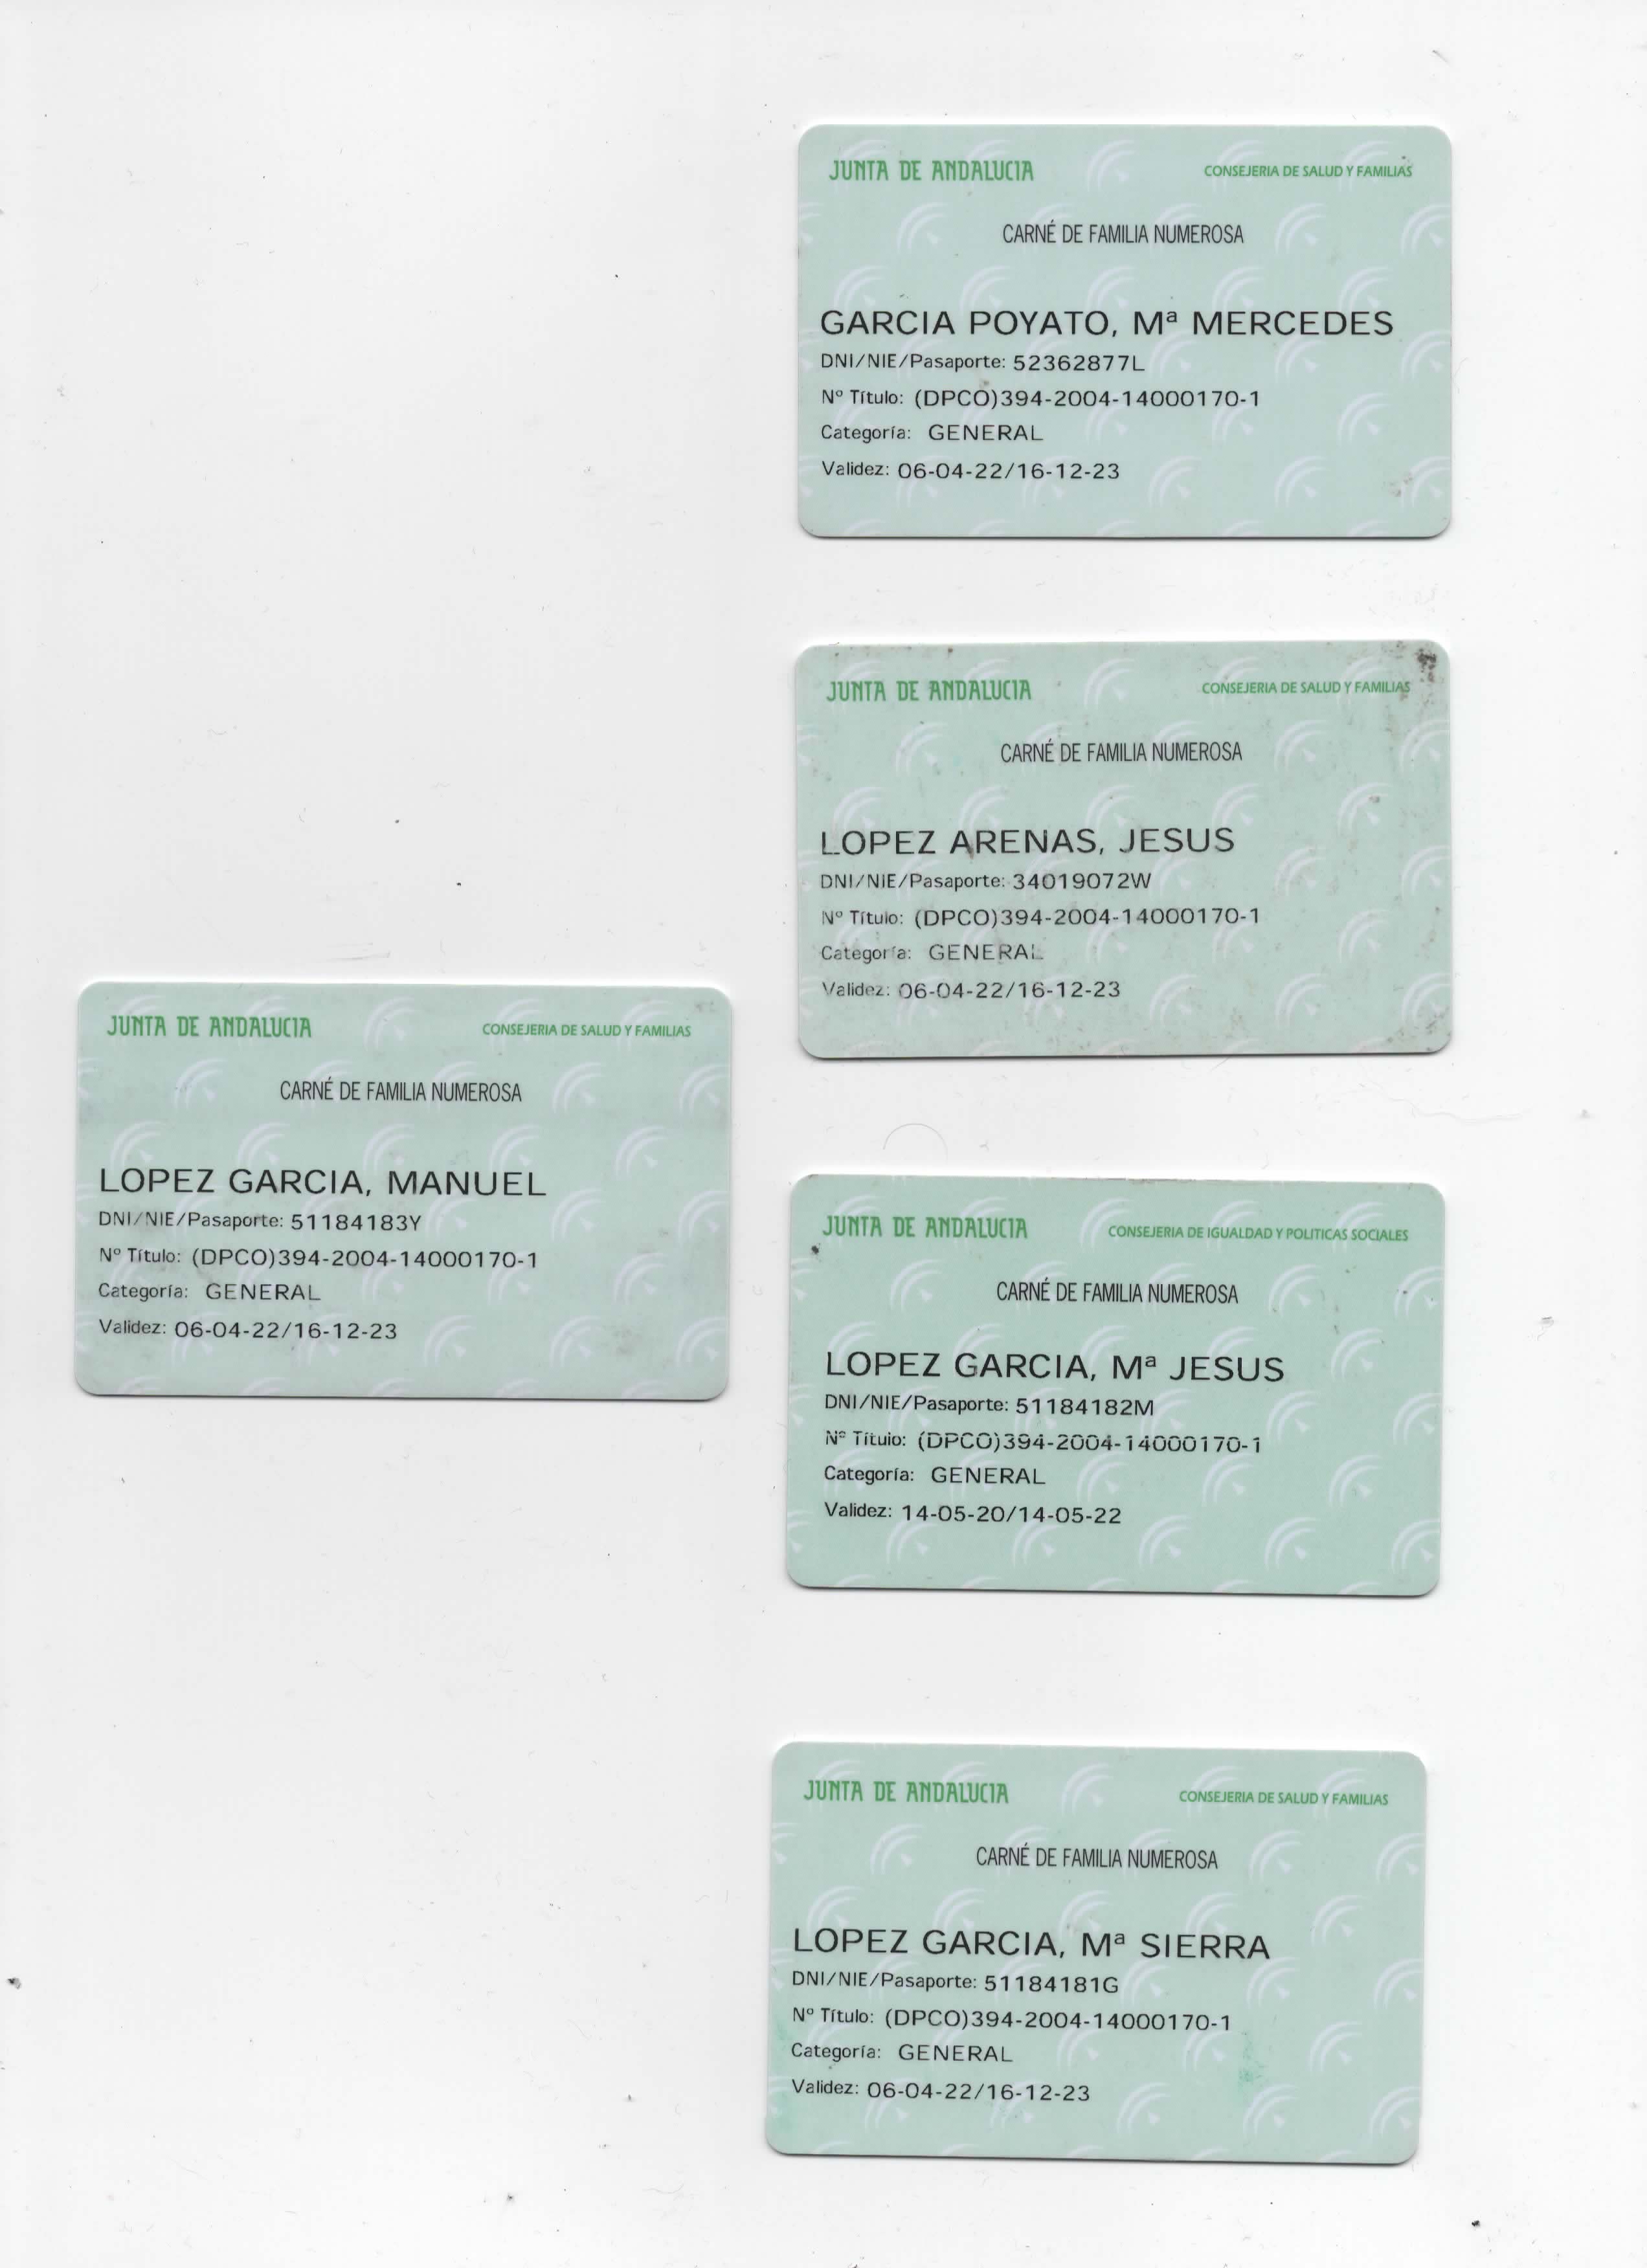 JUNTA DE ANDALUCIA
CONSEJERIA DE SALUD Y FAMILIAS
CARNÉ DE FAMILIA NUMEROSA
GARCIA POYATO, Mª MERCEDES
DNI/NIE/Pasaporte: 52362877L
Nº Título: (DPCO)394-2004-14000170-1
Categoría: GENERAL
Validez: 06-04-22/16-12-23
JUNTA DE ANDALUCIA
CONSEJERIA DE SALUD Y FAMILIAS
CARNÉ DE FAMILIA NUMEROSA
LOPEZ ARENAS, JESUS
DNI/NIE/Pasaporte: 34019072W
Nº Título: (DPCO)394-2004-14000170-1
Categoría: GENERAL
Validez: 06-04-22/16-12-23
JUNTA DE ANDALUCIA
CONSEJERIA DE SALUD Y FAMILIAS
CARNÉ DE FAMILIA NUMEROSA
LOPEZ GARCIA, MANUEL
DNI/NIE/Pasaporte: 51184183Y
Nº Título: (DPCO)394-2004-14000170-1
Categoría: GENERAL
Validez: 06-04-22/16-12-23
JUNTA DE ANDALUCIA
CONSEJERIA DE IGUALDAD Y POLITICAS SOCIALES
CARNÉ DE FAMILIA NUMEROSA
LOPEZ GARCIA, Mª JESUS
DNI/NIE/Pasaporte: 51184182M
Nº Título: (DPCO)394-2004-14000170-1
Categoría: GENERAL
Validez: 14-05-20/14-05-22
JUNTA DE ANDALUCIA
CONSEJERIA DE SALUD Y FAMILIAS
CARNÉ DE FAMILIA NUMEROSA
LOPEZ GARCIA, Mª SIERRA
DNI/NIE/Pasaporte: 51184181G
Nº Título: (DPCO)394-2004-14000170-1
Categoría: GENERAL
Validez: 06-04-22/16-12-23